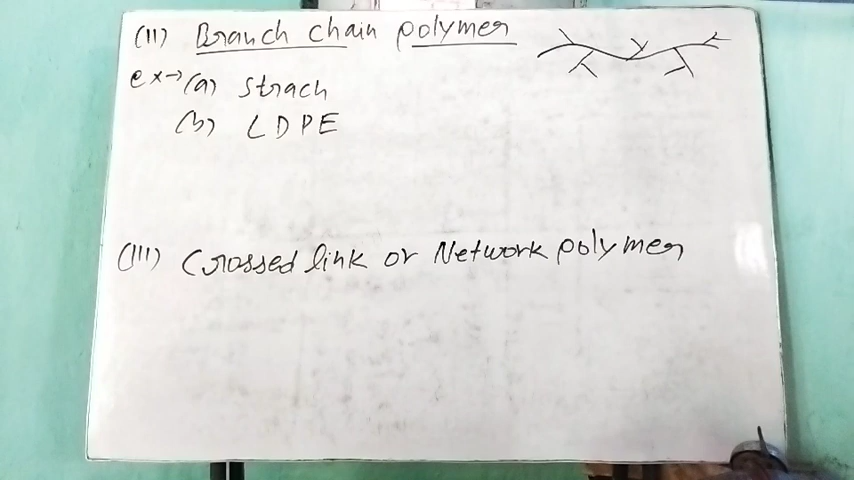 (II) Branch chain polymer
ex→ (a) Strach
(b) LDPE
(III) Crossed link or Network polymer